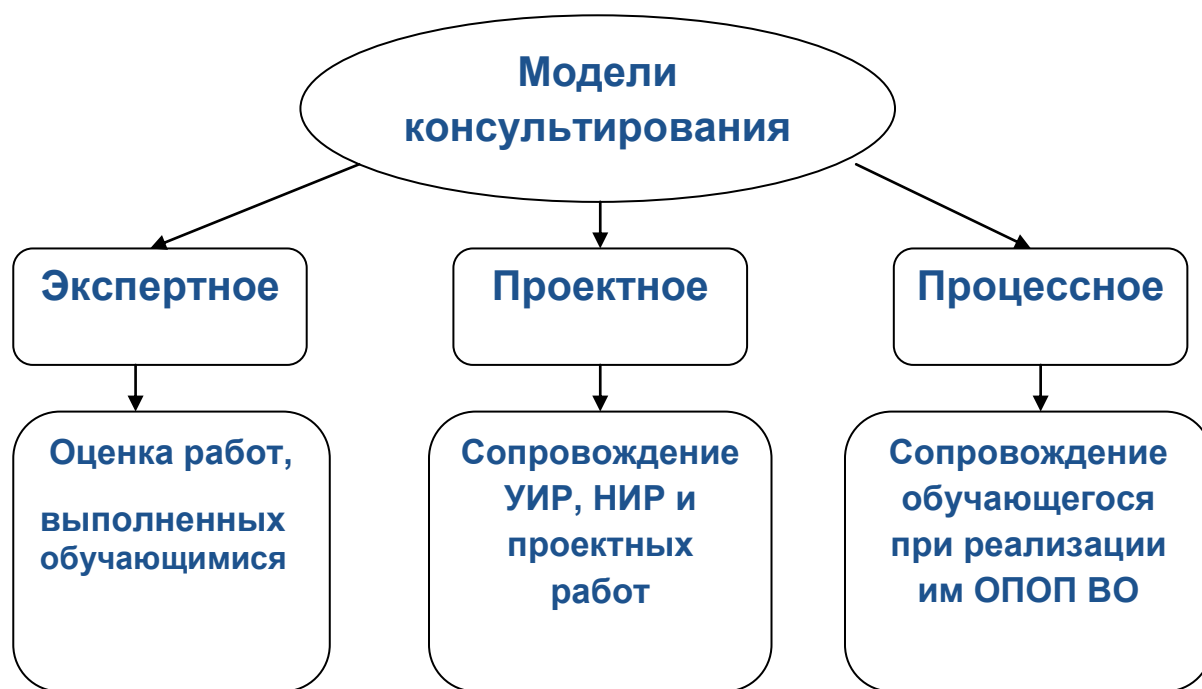 Модели
консультирования
Экспертное
Проектное
Процессное
Оценка работ,
выполненных
обучающимися
Сопровождение
УИР, НИР и
проектных
работ
Сопровождение
обучающегося
при реализации
им ОПОП ВО